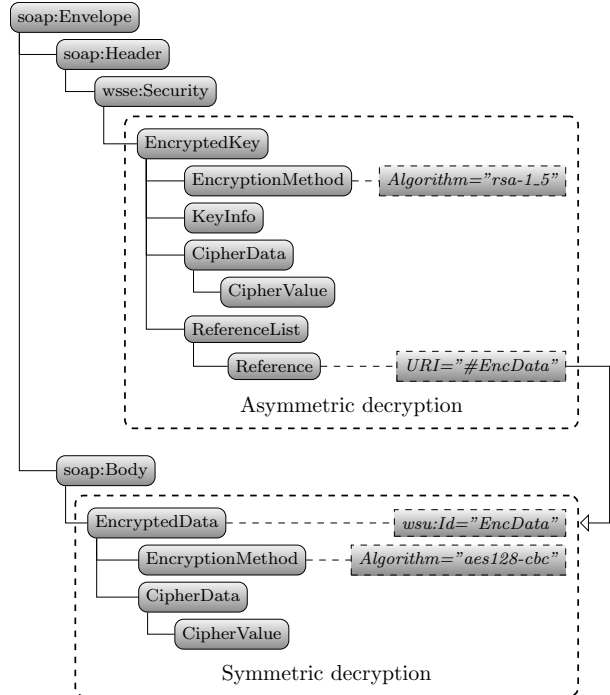 soap:Envelope
soap:Header
wsse:Security
EncryptedKey
EncryptionMethod Algorithm="rsa-1_5"
KeyInfo
CipherData
CipherValue
ReferenceList
Reference URI="#EncData"
Asymmetric decryption
soap:Body
EncryptedData wsu:Id="EncData"
EncryptionMethod Algorithm="aes128-cbc"
CipherData
CipherValue
Symmetric decryption